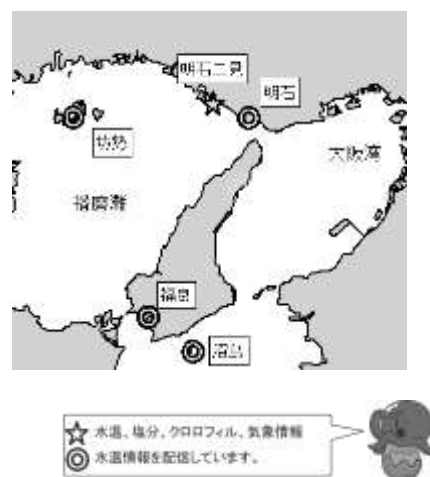 明石二見
明石
坊勢
大阪湾
播磨灘
福良
沼島
水温、塩分、クロロフィル、気象情報
水温情報を配信しています。